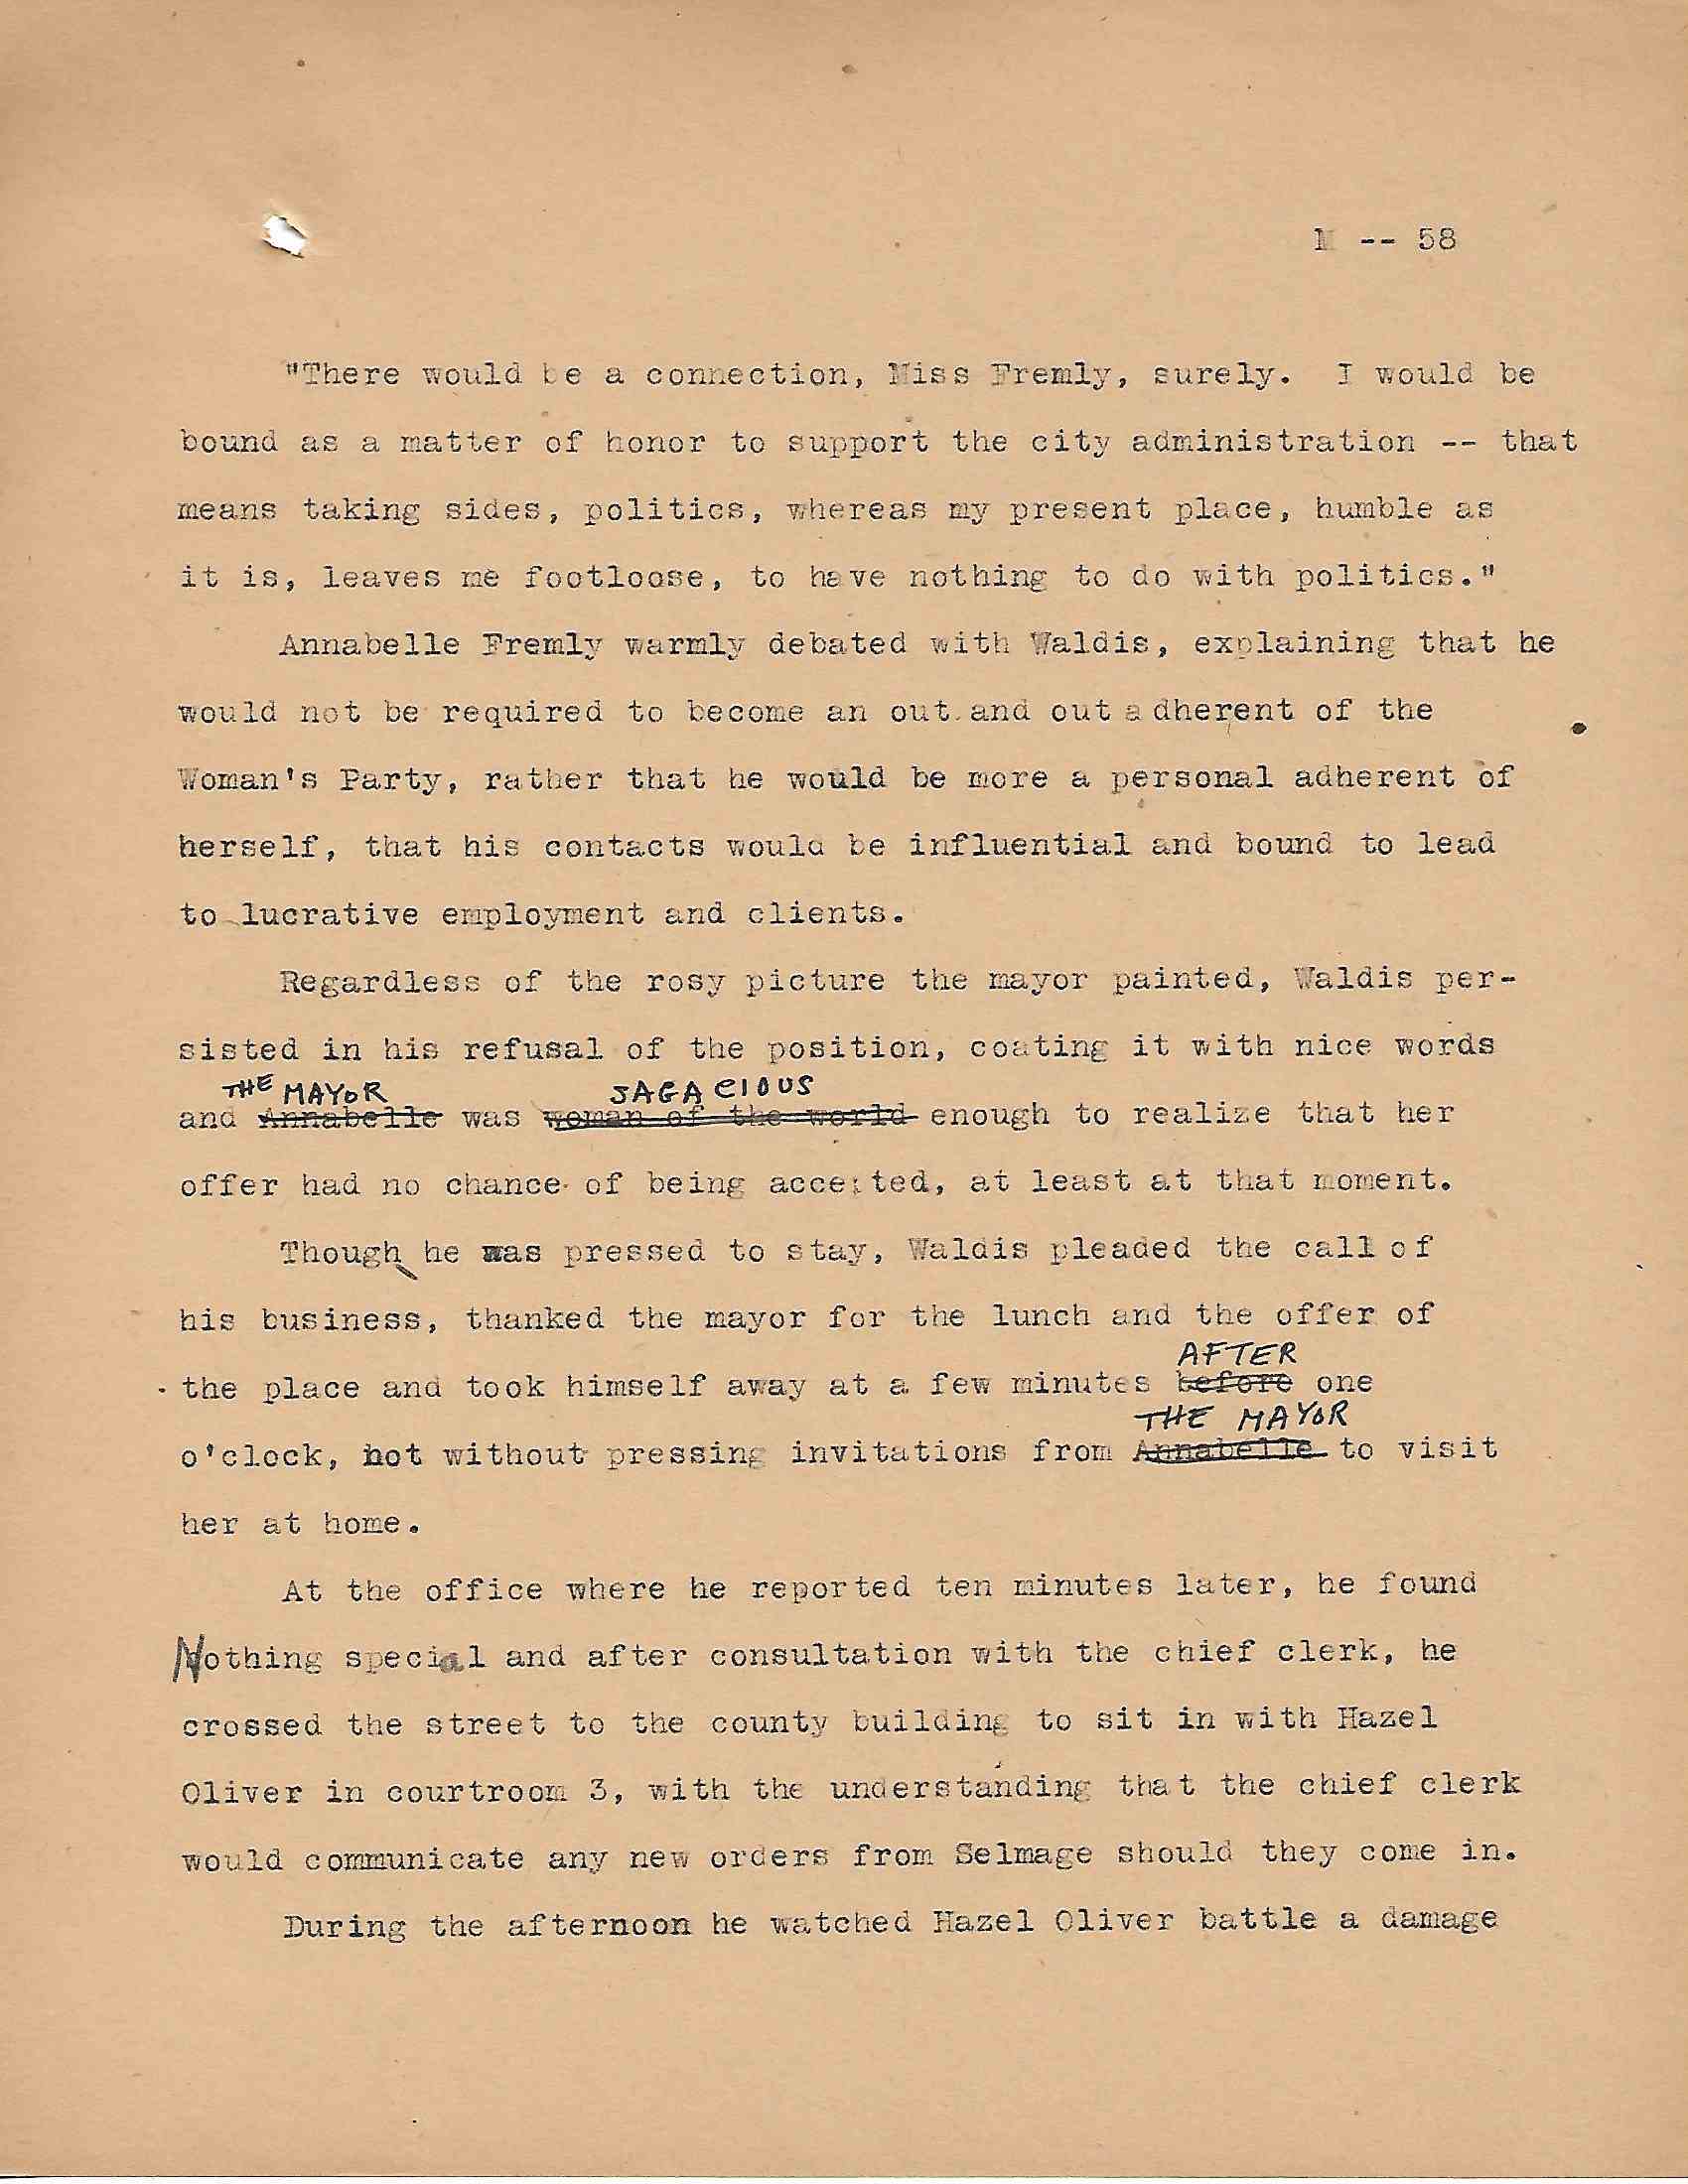 M -- 58
"There would be a connection, Miss Fremly, surely. I would be
bound as a matter of honor to support the city administration -- that
means taking sides, politics, whereas my present place, humble as
it is, leaves me footloose, to have nothing to do with politics."
Annabelle Fremly warmly debated with Waldis, explaining that he
would not be required to become an out and out adherent of the
Woman's Party, rather that he would be more a personal adherent of
herself, that his contacts would be influential and bound to lead
to lucrative employment and clients.
Regardless of the rosy picture the mayor painted, Waldis per-
sisted in his refusal of the position, coating it with nice words
THE MAYOR SAGACIOUS
and Annabelle was woman of the world enough to realize that her
offer had no chance of being accepted, at least at that moment.
Though he was pressed to stay, Waldis pleaded the call of
his business, thanked the mayor for the lunch and the offer of
AFTER
the place and took himself away at a few minutes before one
THE MAYOR
o'clock, not without pressing invitations from Annabelle to visit
her at home.
At the office where he reported ten minutes later, he found
Nothing special and after consultation with the chief clerk, he
crossed the street to the county building to sit in with Hazel
Oliver in courtroom 3, with the understanding that the chief clerk
would communicate any new orders from Selmage should they come in.
During the afternoon he watched Hazel Oliver battle a damage